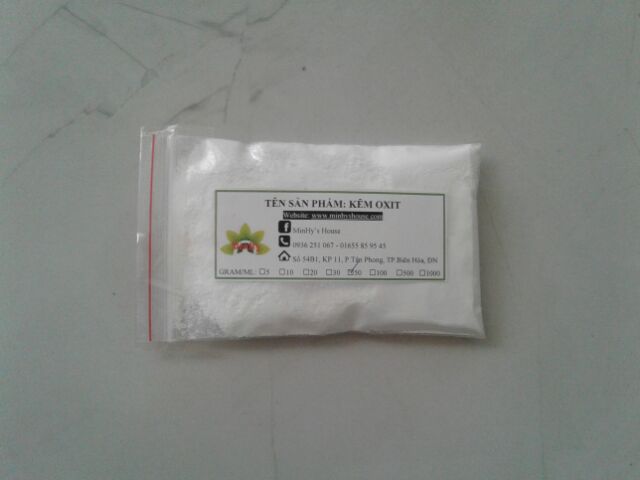 TÊN SẢN PHẨM: KẼM OXIT
Website: www.minhyshouse.com
MinHy's House
0936 251 067 - 01655 85 95 45
Số 54B1, KP 11, P Tân Phong, TP Biên Hòa, ĐN
GRAM/ML: 5 10 20 30 50 100 500 1000